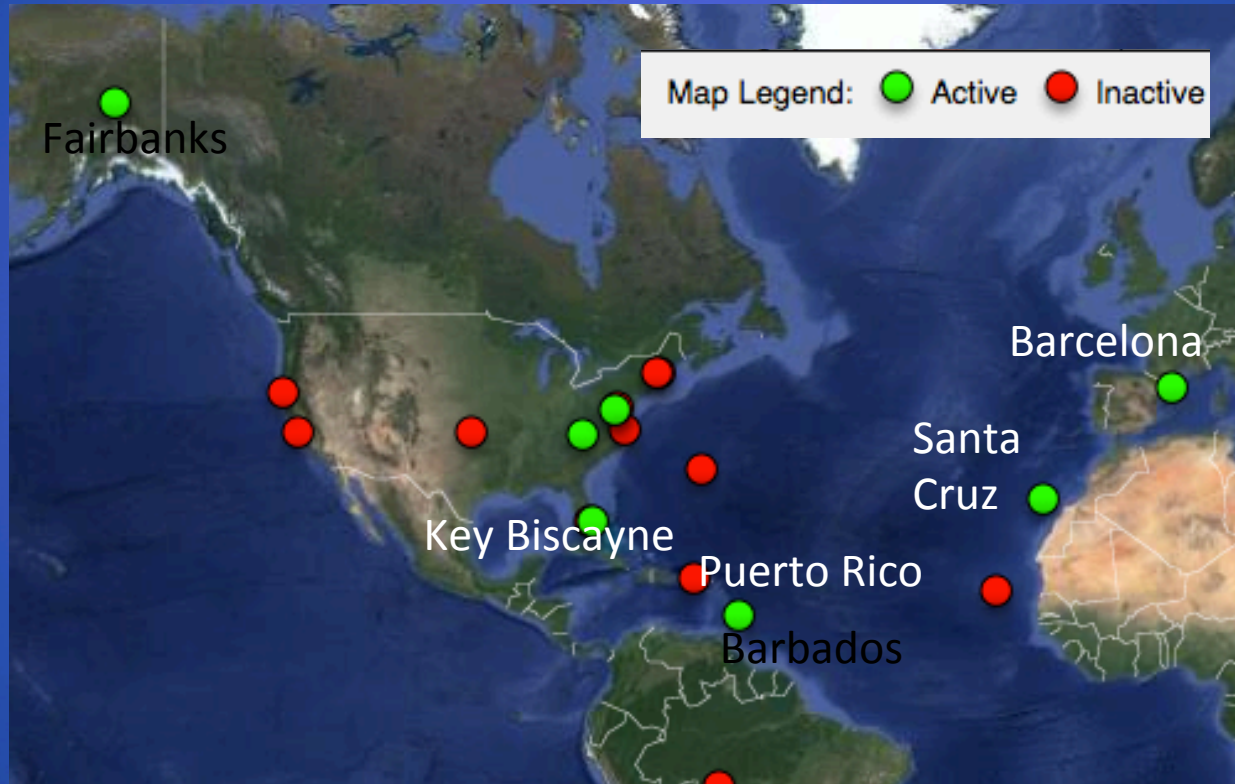 Map Legend: Active Inactive
Fairbanks
Barcelona
Santa
Cruz
Key Biscayne
Puerto Rico
Barbados